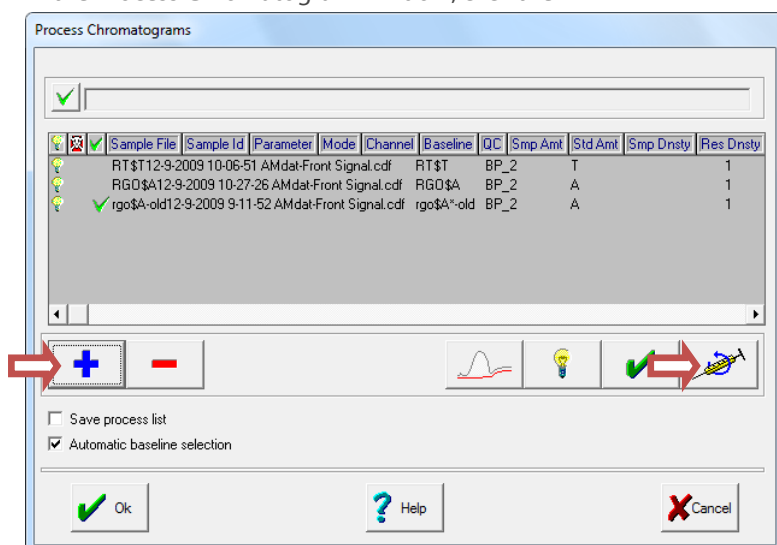 Process Chromatograms
Sample File Sample Id Parameter Mode Channel Baseline QC Smp Amt Std Amt Smp Dnsty Res Dnsty
RT$T12-9-2009 10-06-51 AMdat-Front Signal.cdf RT$T BP_2 T 1
RGO$A12-9-2009 10-27-26 AMdat-Front Signal.cdf RGO$A BP_2 A 1
rgo$A-old12-9-2009 9-11-52 AMdat-Front Signal.cdf rgo$A*-old BP_2 A 1
Save process list
Automatic baseline selection
Ok Help Cancel